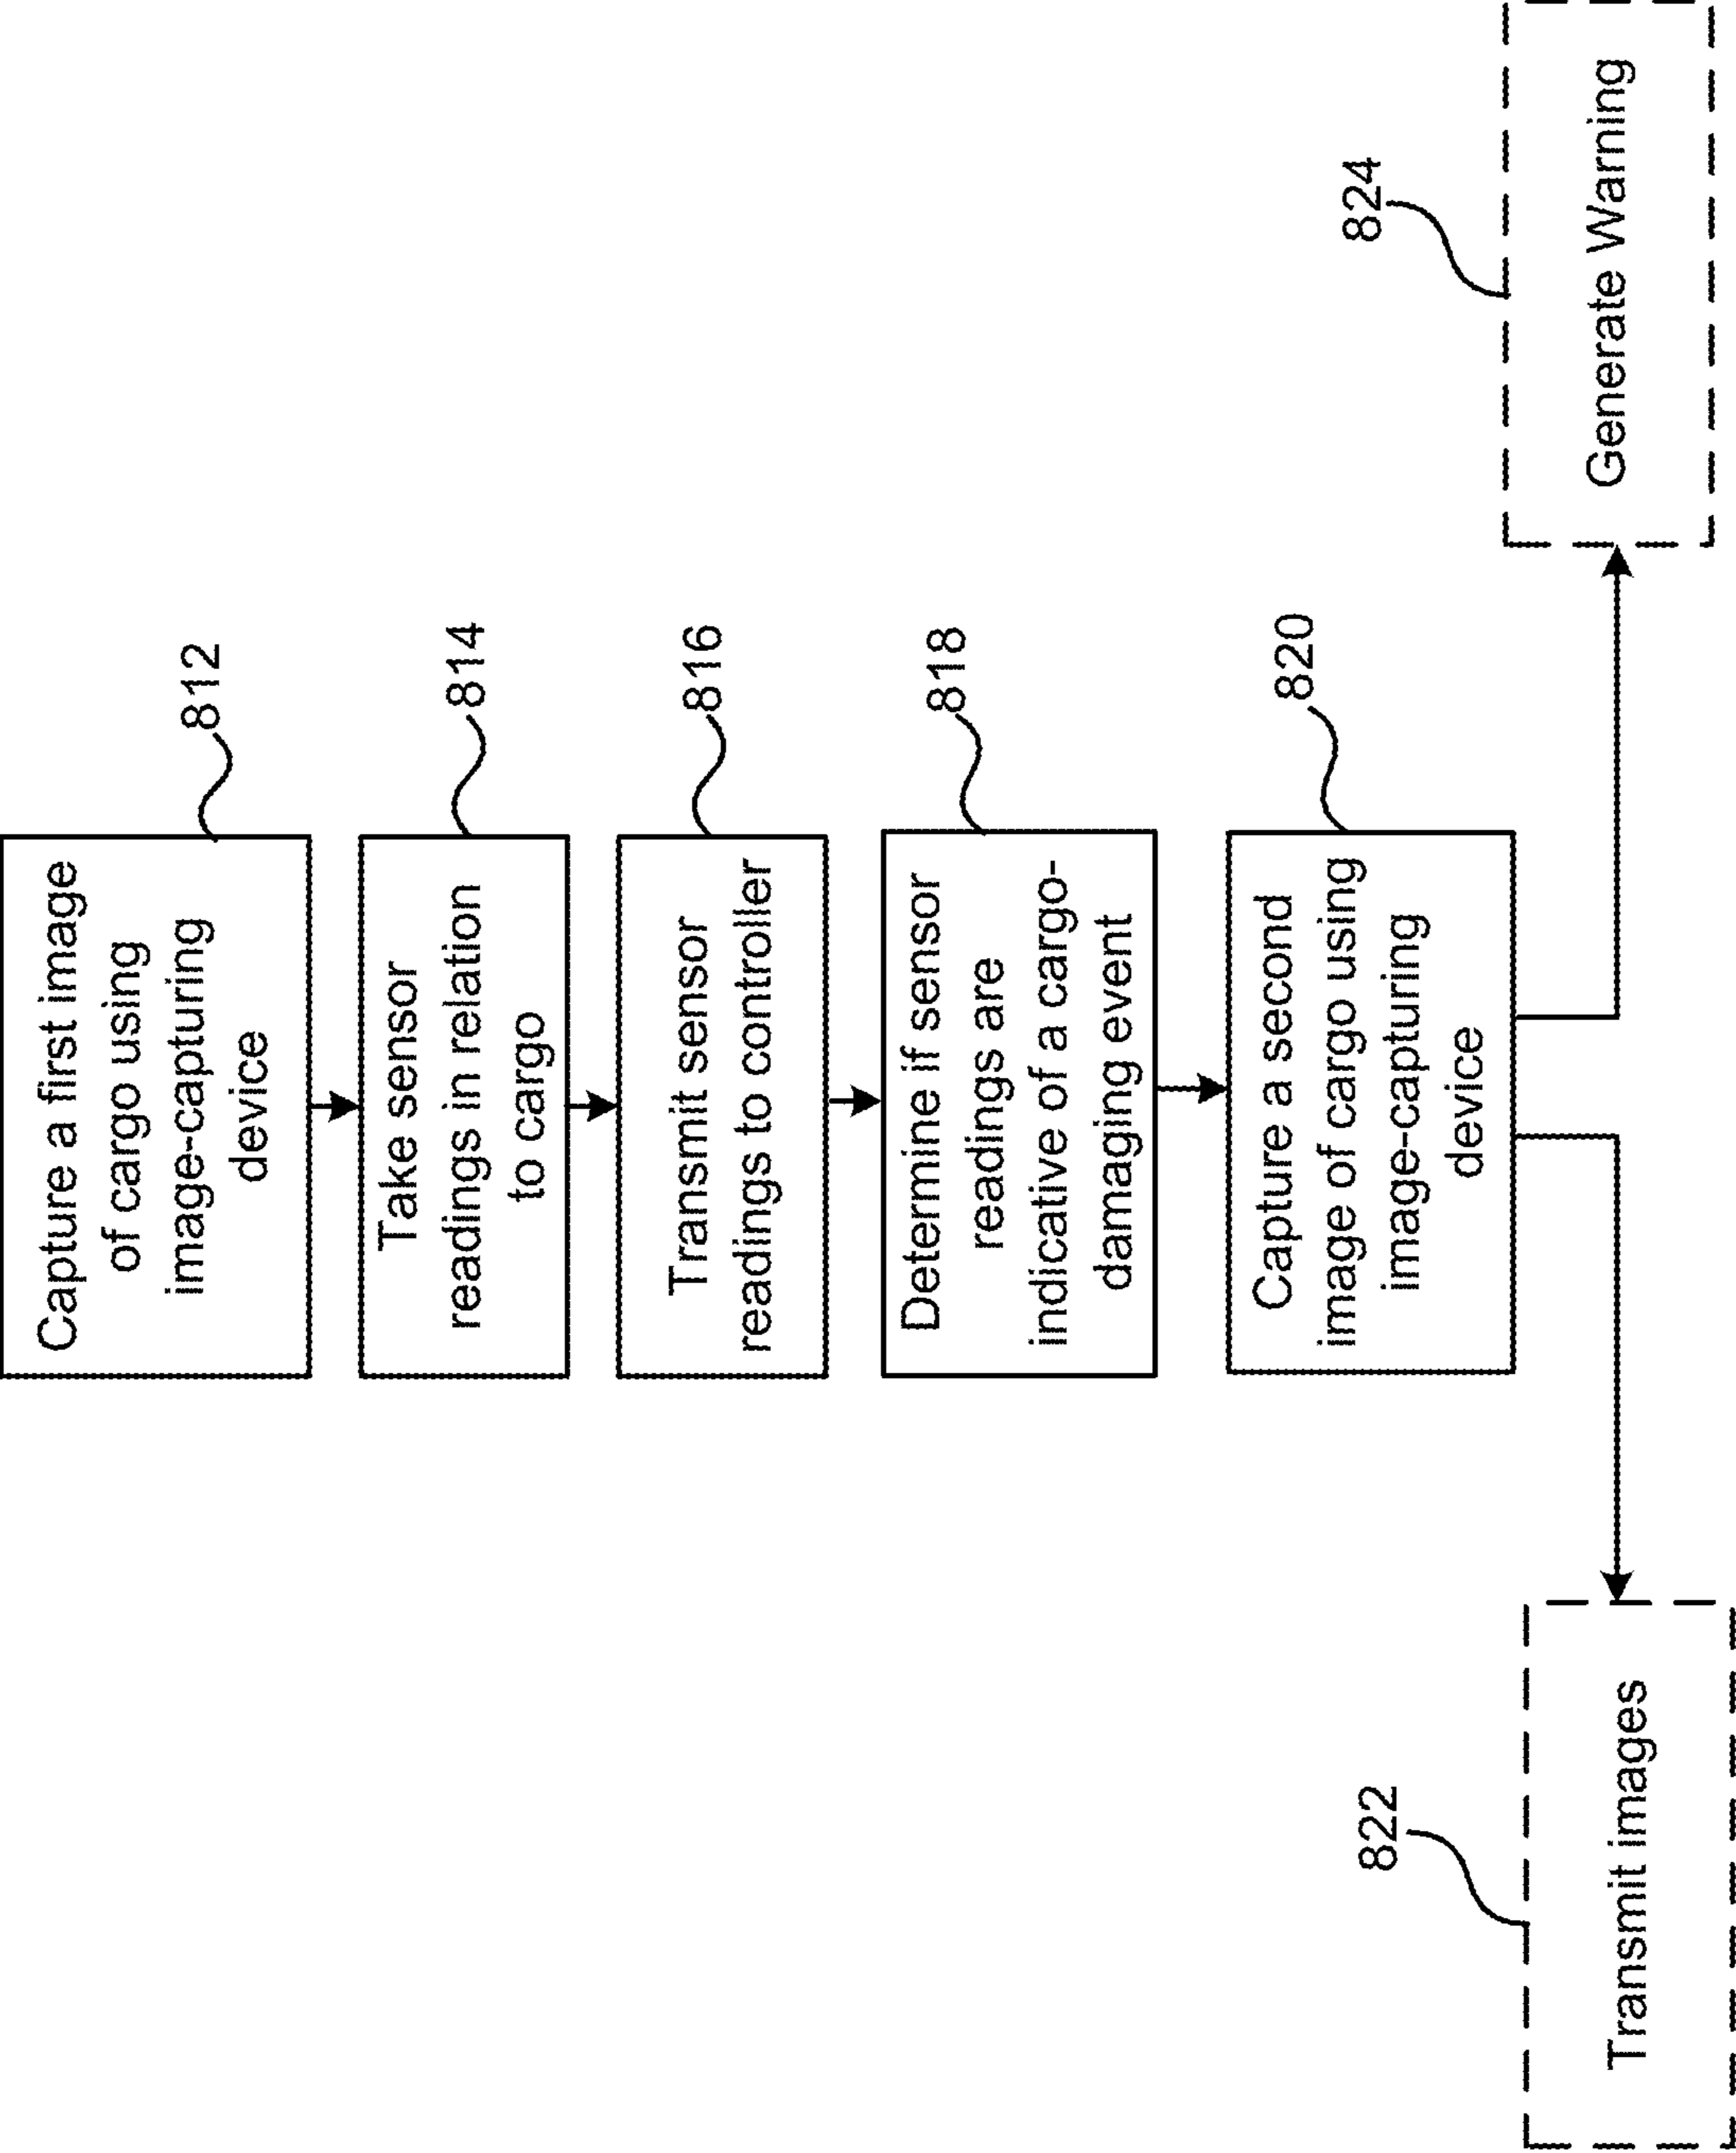 Capture a first image
of cargo using
image-capturing
device
812
Take sensor
readings in relation
to cargo
814
Transmit sensor
readings to controller
816
Determine if sensor
readings are
indicative of a cargo-
damaging event
818
Capture a second
image of cargo using
image-capturing
device
820
822
Transmit images
824
Generate Warning